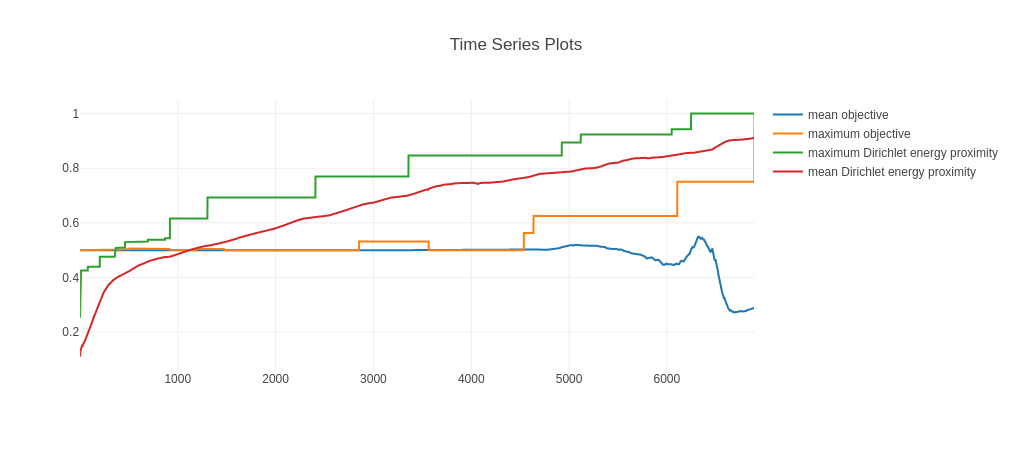 Time Series Plots
1
0.8
0.6
0.4
0.2
1000
2000
3000
4000
5000
6000
mean objective
maximum objective
maximum Dirichlet energy proximity
mean Dirichlet energy proximity